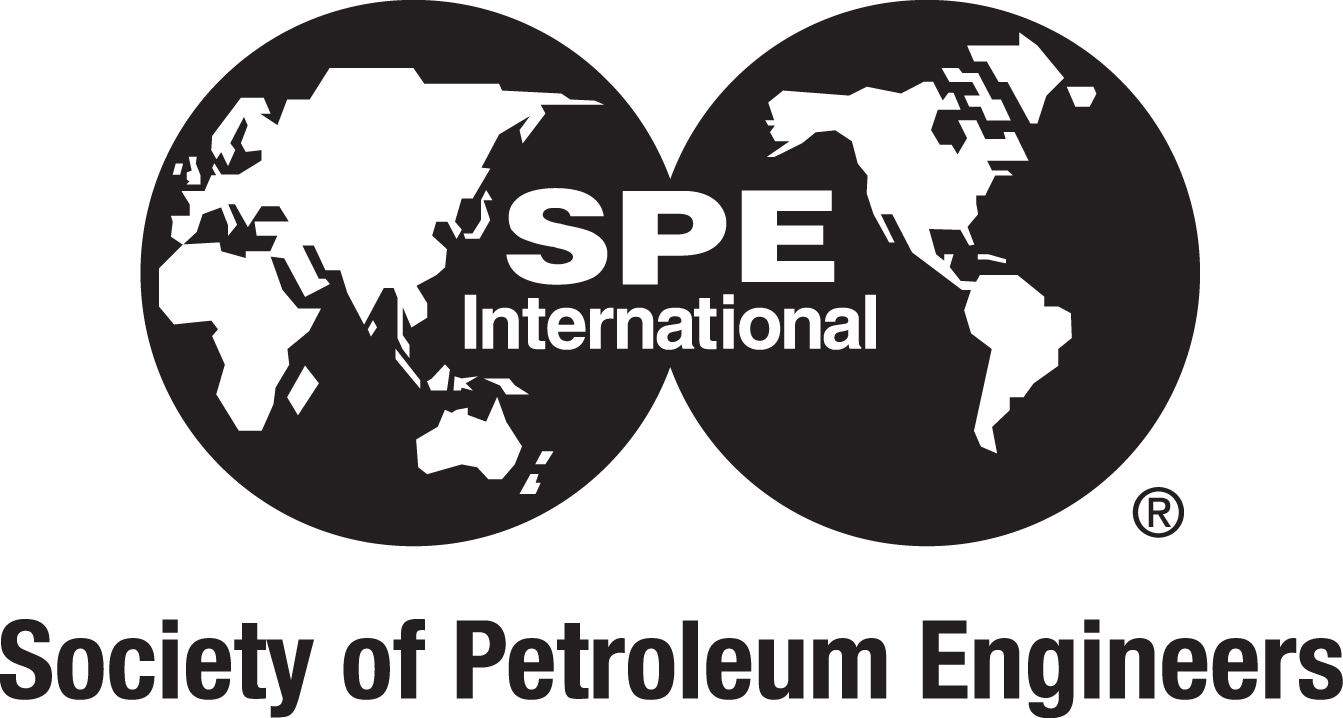 SPE
International
®
Society of Petroleum Engineers